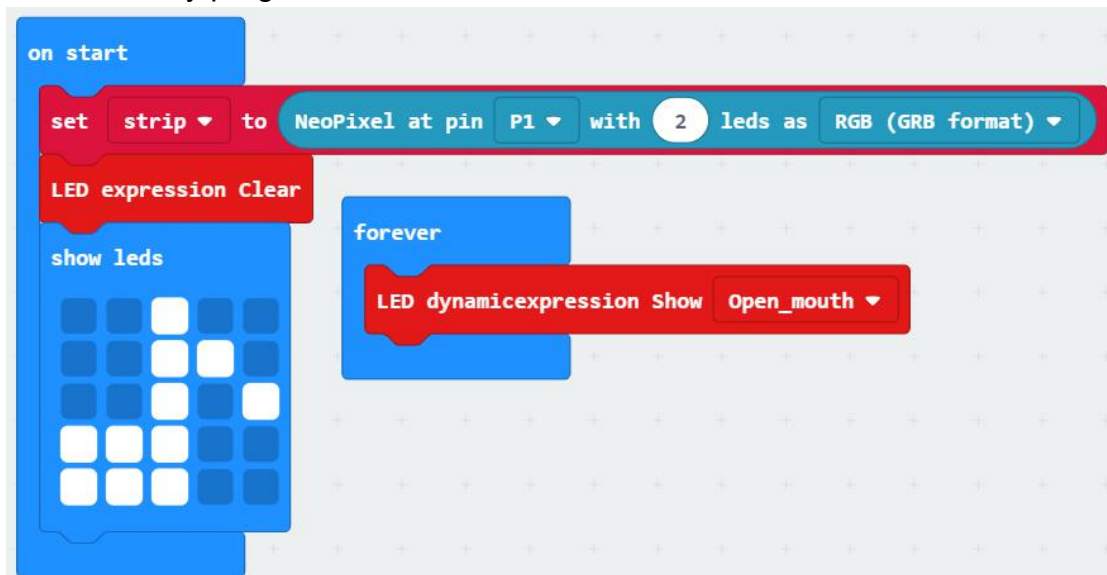 on start
set strip to NeoPixel at pin P1 with 2 leds as RGB (GRB format)
LED expression Clear
show leds
forever
LED dynamicexpression Show Open_mouth